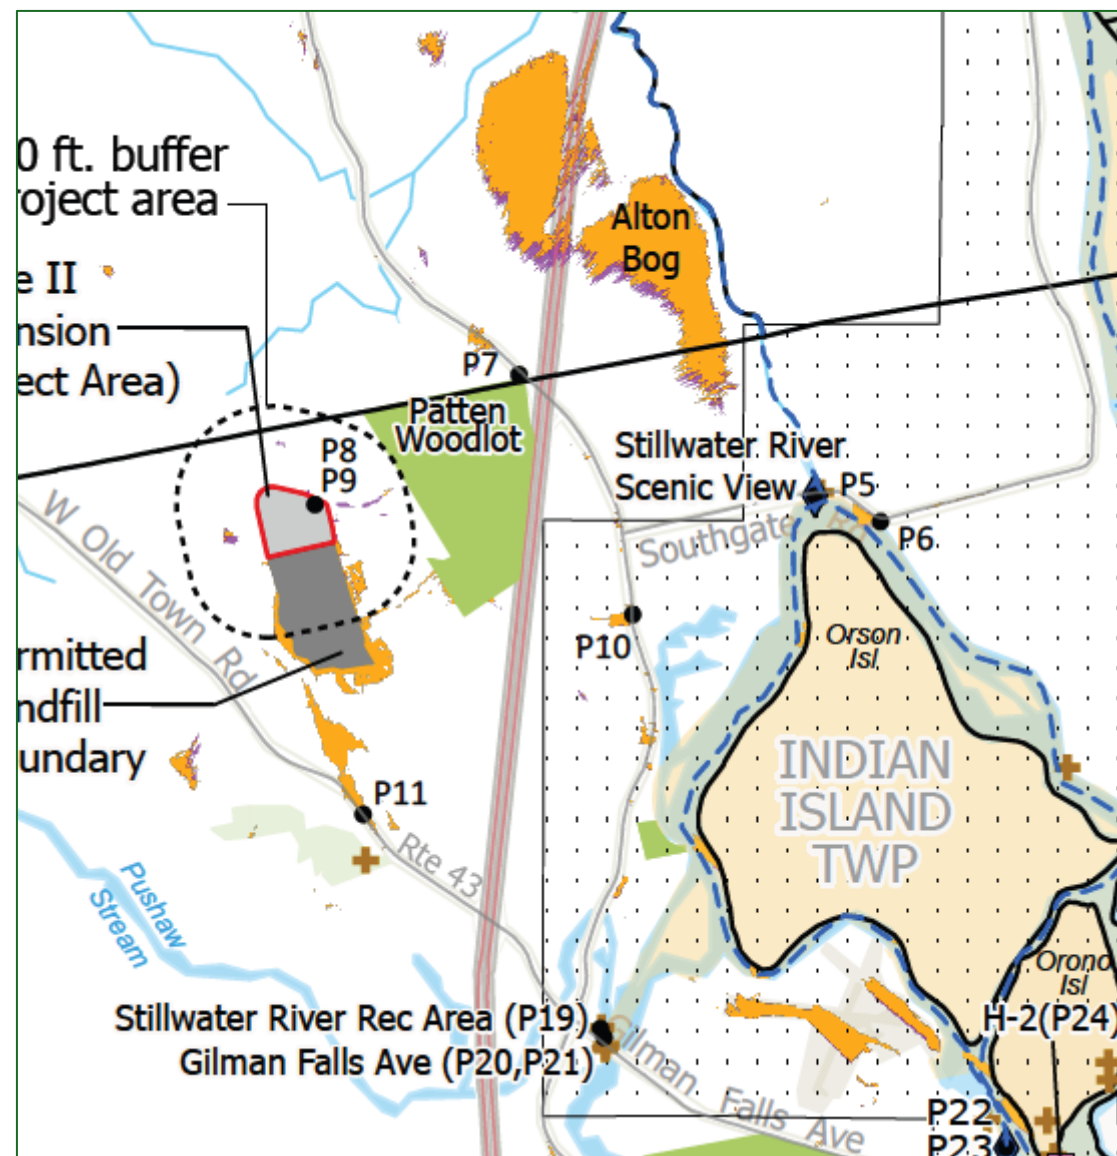 0 ft. buffer
roject area
e II
nsion
ect Area)
Alton
Bog
P7
Patten
Woodlot
P8
P9
Stillwater River
Scenic View
P5
P6
Southgate Rd
W Old Town Rd
P10
Orson
Isl
rmitted
ndfill
undary
INDIAN
ISLAND
TWP
P11
Rte 43
Pushaw
Stream
Orono
Isl
H-2(P24)
Stillwater River Rec Area (P19)
Gilman Falls Ave (P20,P21)
Gilman Falls Ave
P22
P23